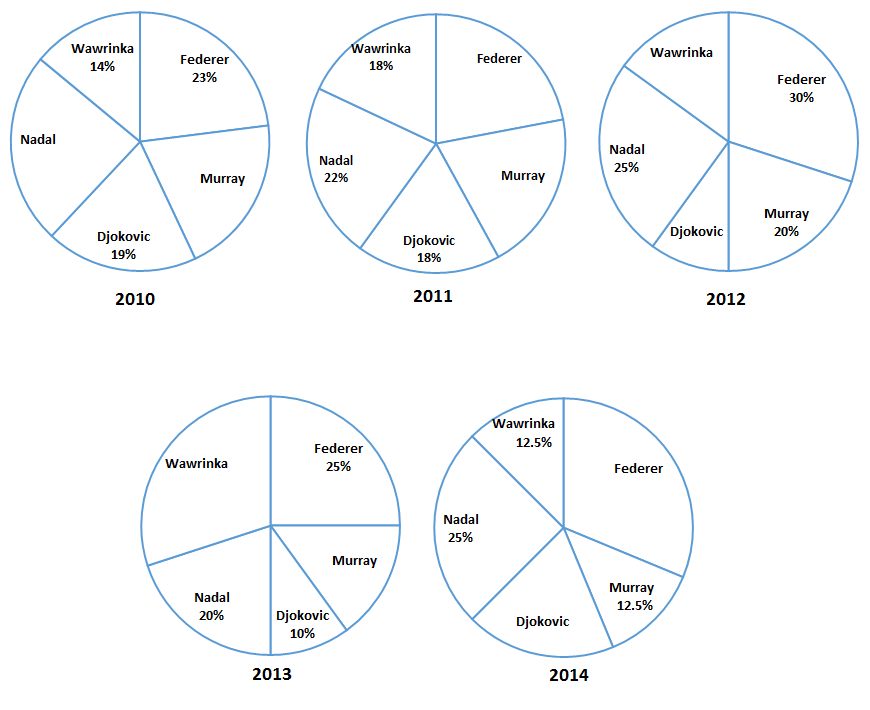 Wawrinka
14%
Federer
23%
Nadal
Murray
Djokovic
19%
2010
Wawrinka
18%
Federer
Nadal
22%
Murray
Djokovic
18%
2011
Wawrinka
Federer
30%
Nadal
25%
Djokovic
Murray
20%
2012
Federer
25%
Wawrinka
Murray
Nadal
20%
Djokovic
10%
2013
Wawrinka
12.5%
Federer
Nadal
25%
Murray
12.5%
Djokovic
2014